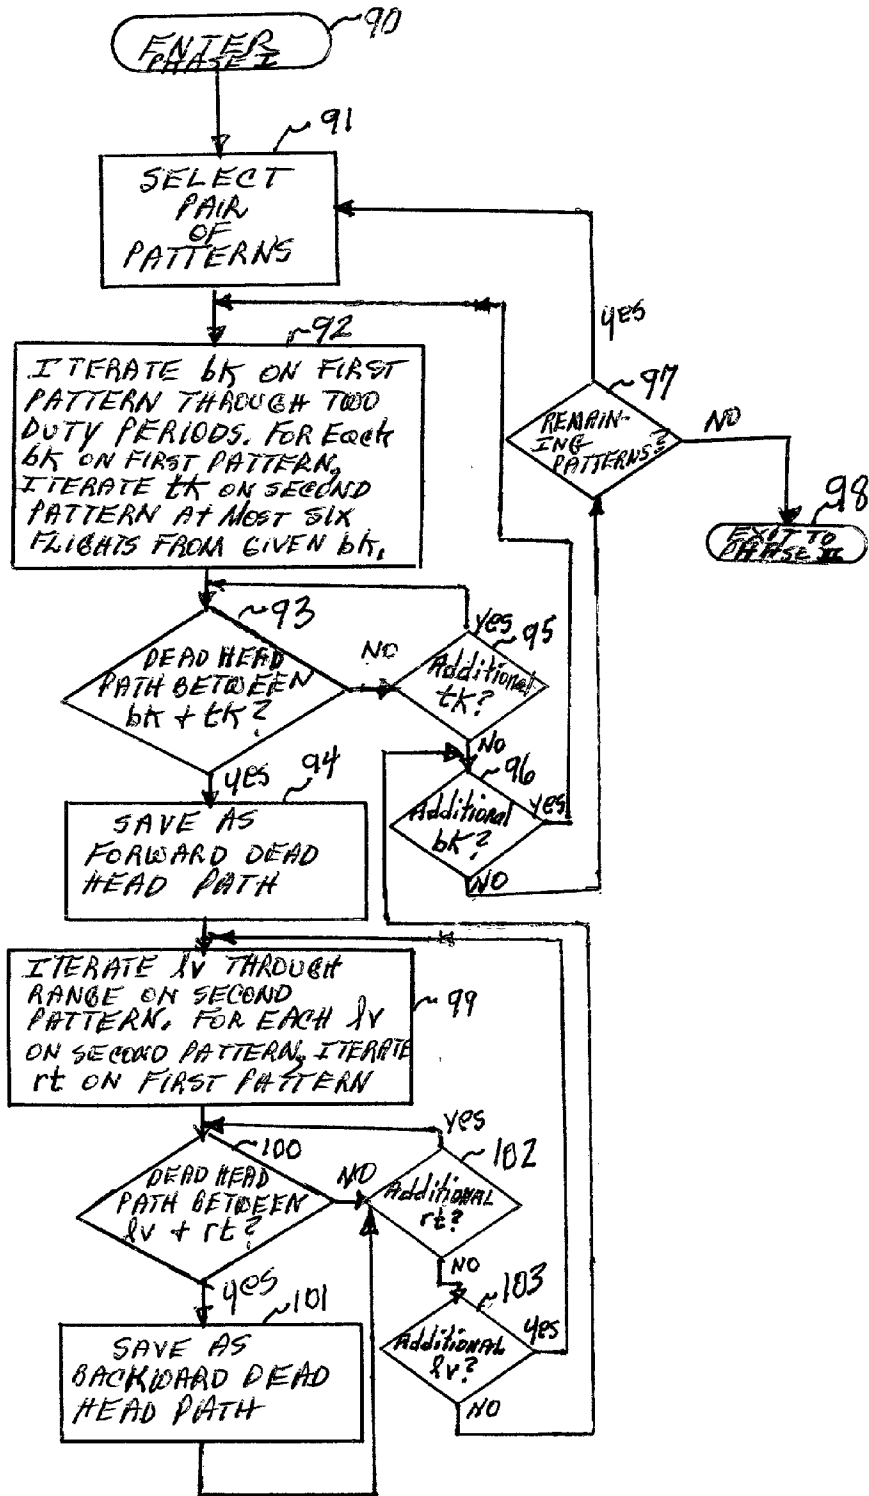 ENTER
PHASE I
90
91
SELECT
PAIR
OF
PATTERNS
92
ITERATE bk ON FIRST
PATTERN THROUGH TWO
DUTY PERIODS. FOR Each
bk ON FIRST PATTERN,
ITERATE tk ON SECOND
PATTERN AT MOST SIX
FLIGHTS FROM GIVEN bk.
yes
97
REMAIN-
ING
PATTERNS?
NO
98
EXIT TO
PHASE II
93
DEAD HEAD
PATH BETWEEN
bk + tk?
NO
yes
95
Additional
tk?
NO
96
Additional
bk?
yes
NO
yes
94
SAVE AS
FORWARD DEAD
HEAD PATH
ITERATE lv THROUGH
RANGE ON SECOND
PATTERN. FOR EACH lv
ON SECOND PATTERN, ITERATE
rt ON FIRST PATTERN
99
100
DEAD HEAD
PATH BETWEEN
lv + rt?
NO
yes
102
Additional
rt?
NO
103
Additional
lv?
yes
NO
yes
101
SAVE AS
BACKWARD DEAD
HEAD PATH